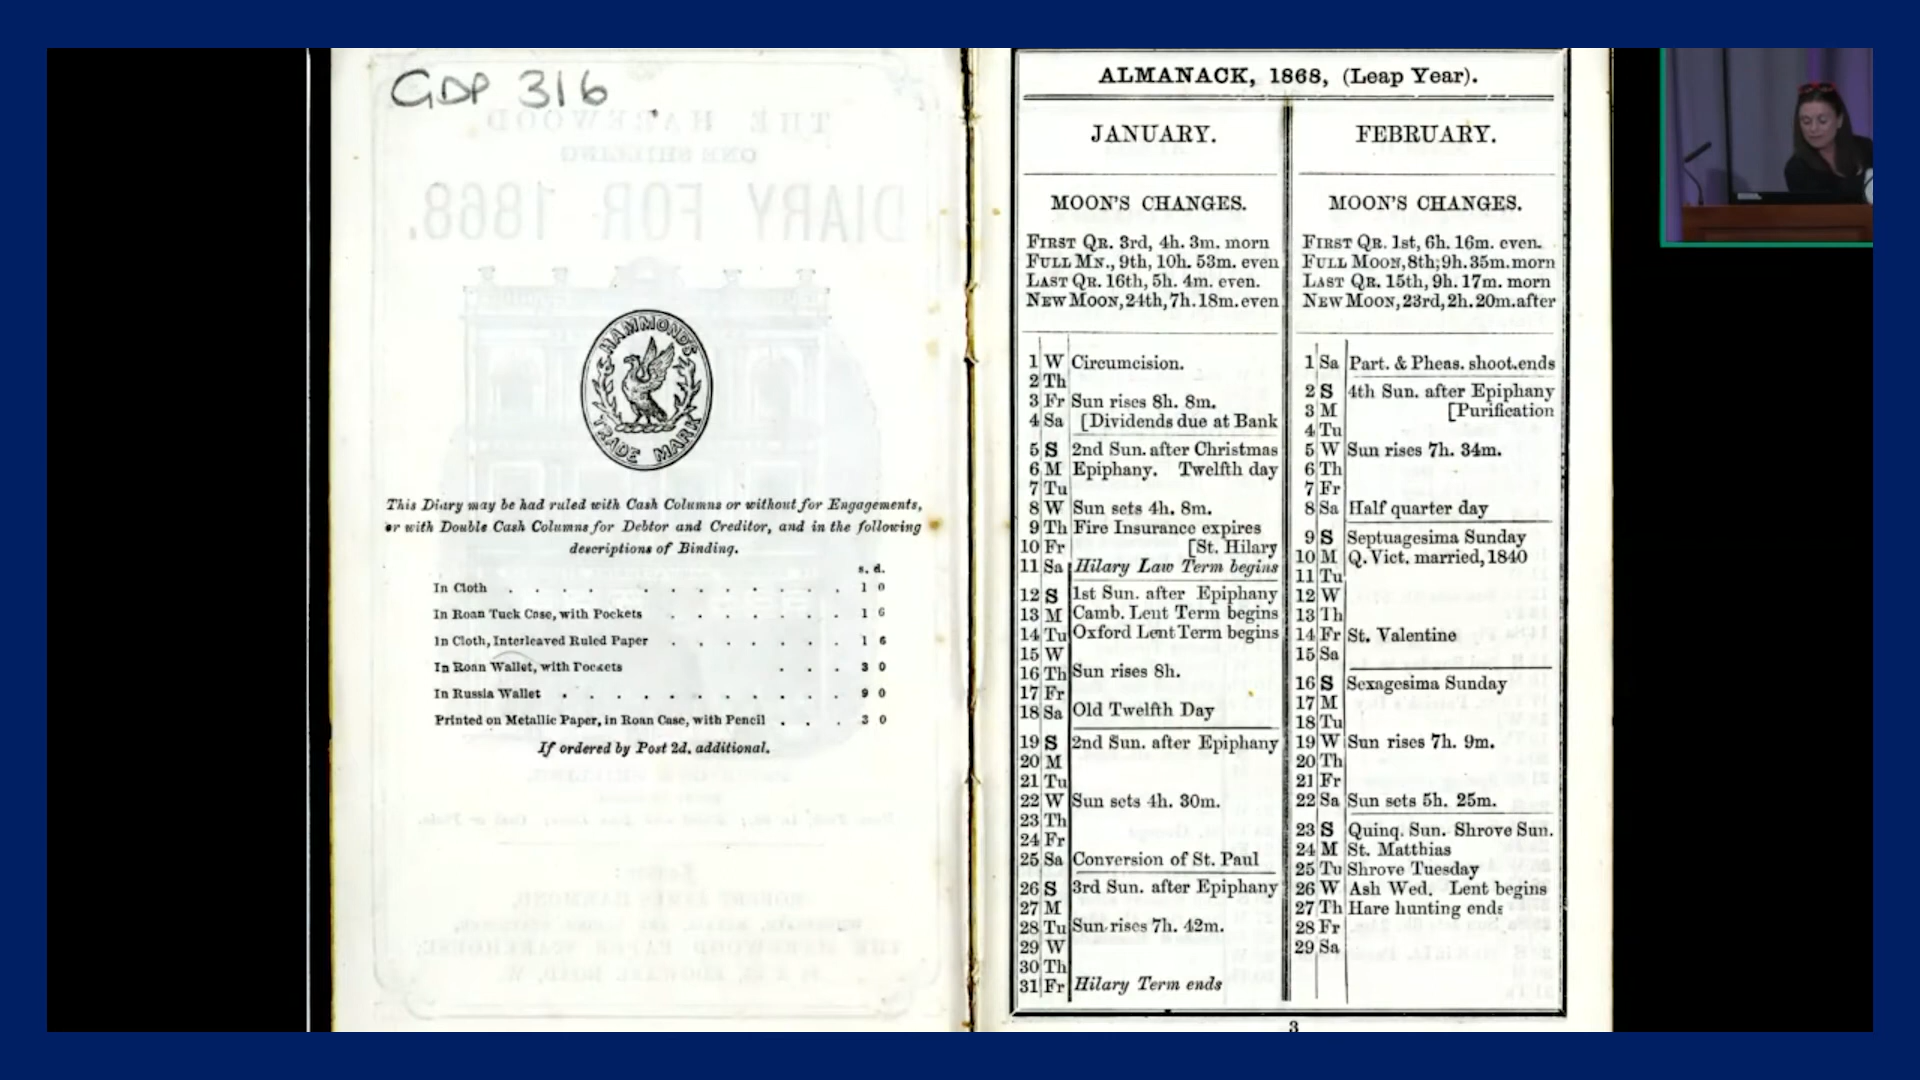 GDP 316
HAMMOND'S
TRADE MARK
This Diary may be had ruled with Cash Columns or without for Engagements,
or with Double Cash Columns for Debtor and Creditor, and in the following
descriptions of Binding.
s. d.
In Cloth . . . . . . . . . . . 1 0
In Roan Tuck Case, with Pockets . . . . . . . 1 6
In Cloth, Interleaved Ruled Paper . . . . . . . 1 6
In Roan Wallet, with Pockets . . . 3 0
In Russia Wallet . . . . . . . . . . . 9 0
Printed on Metallic Paper, in Roan Case, with Pencil . . . 3 0
If ordered by Post 2d. additional.
THE HAREWOOD
ONE SHILLING
DIARY FOR 1868.
ALMANACK, 1868, (Leap Year).
JANUARY.
MOON'S CHANGES.
FIRST QR. 3rd, 4h. 3m. morn
FULL MN., 9th, 10h. 53m. even
LAST QR. 16th, 5h. 4m. even.
NEW MOON, 24th, 7h. 18m. even
1 W Circumcision.
2 Th
3 Fr Sun rises 8h. 8m.
4 Sa [Dividends due at Bank
5 S 2nd Sun. after Christmas
6 M Epiphany. Twelfth day
7 Tu
8 W Sun sets 4h. 8m.
9 Th Fire Insurance expires
10 Fr [St. Hilary
11 Sa Hilary Law Term begins
12 S 1st Sun. after Epiphany
13 M Camb. Lent Term begins
14 Tu Oxford Lent Term begins
15 W
16 Th Sun rises 8h.
17 Fr
18 Sa Old Twelfth Day
19 S 2nd Sun. after Epiphany
20 M
21 Tu
22 W Sun sets 4h. 30m.
23 Th
24 Fr
25 Sa Conversion of St. Paul
26 S 3rd Sun. after Epiphany
27 M
28 Tu Sun rises 7h. 42m.
29 W
30 Th
31 Fr Hilary Term ends
FEBRUARY.
MOON'S CHANGES.
FIRST QR. 1st, 6h. 16m. even.
FULL MOON, 8th; 9h. 35m. morn
LAST QR. 15th, 9h. 17m. morn
NEW MOON, 23rd, 2h. 20m. after
1 Sa Part. & Pheas. shoot. ends
2 S 4th Sun. after Epiphany
3 M [Purification
4 Tu
5 W Sun rises 7h. 34m.
6 Th
7 Fr
8 Sa Half quarter day
9 S Septuagesima Sunday
10 M Q. Vict. married, 1840
11 Tu
12 W
13 Th
14 Fr St. Valentine
15 Sa
16 S Sexagesima Sunday
17 M
18 Tu
19 W Sun rises 7h. 9m.
20 Th
21 Fr
22 Sa Sun sets 5h. 25m.
23 S Quinq. Sun. Shrove Sun.
24 M St. Matthias
25 Tu Shrove Tuesday
26 W Ash Wed. Lent begins
27 Th Hare hunting ends
28 Fr
29 Sa
3